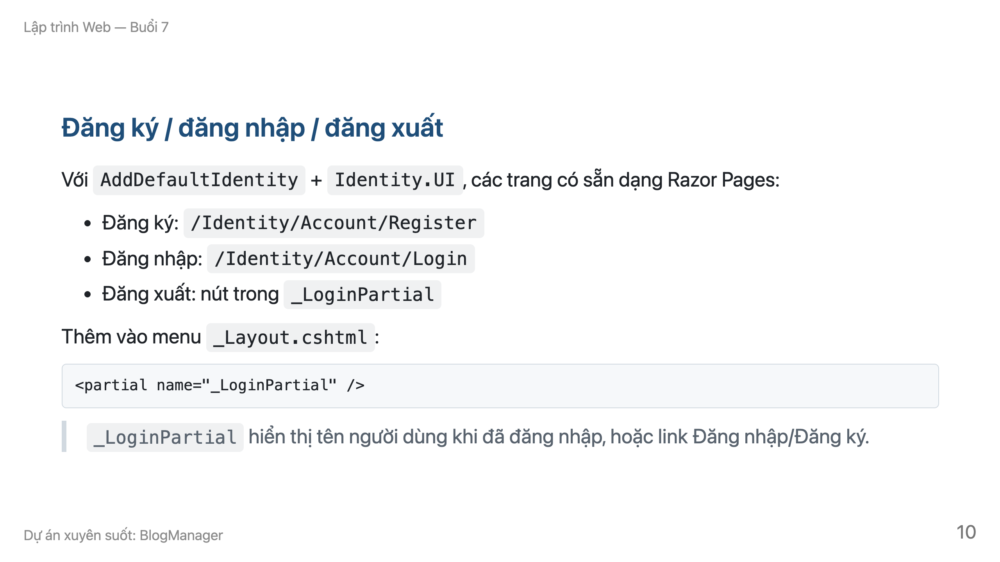 Lập trình Web — Buổi 7
Đăng ký / đăng nhập / đăng xuất
Với AddDefaultIdentity + Identity.UI, các trang có sẵn dạng Razor Pages:
• Đăng ký: /Identity/Account/Register
• Đăng nhập: /Identity/Account/Login
• Đăng xuất: nút trong _LoginPartial
Thêm vào menu _Layout.cshtml:
<partial name="_LoginPartial" />
_LoginPartial hiển thị tên người dùng khi đã đăng nhập, hoặc link Đăng nhập/Đăng ký.
Dự án xuyên suốt: BlogManager
10